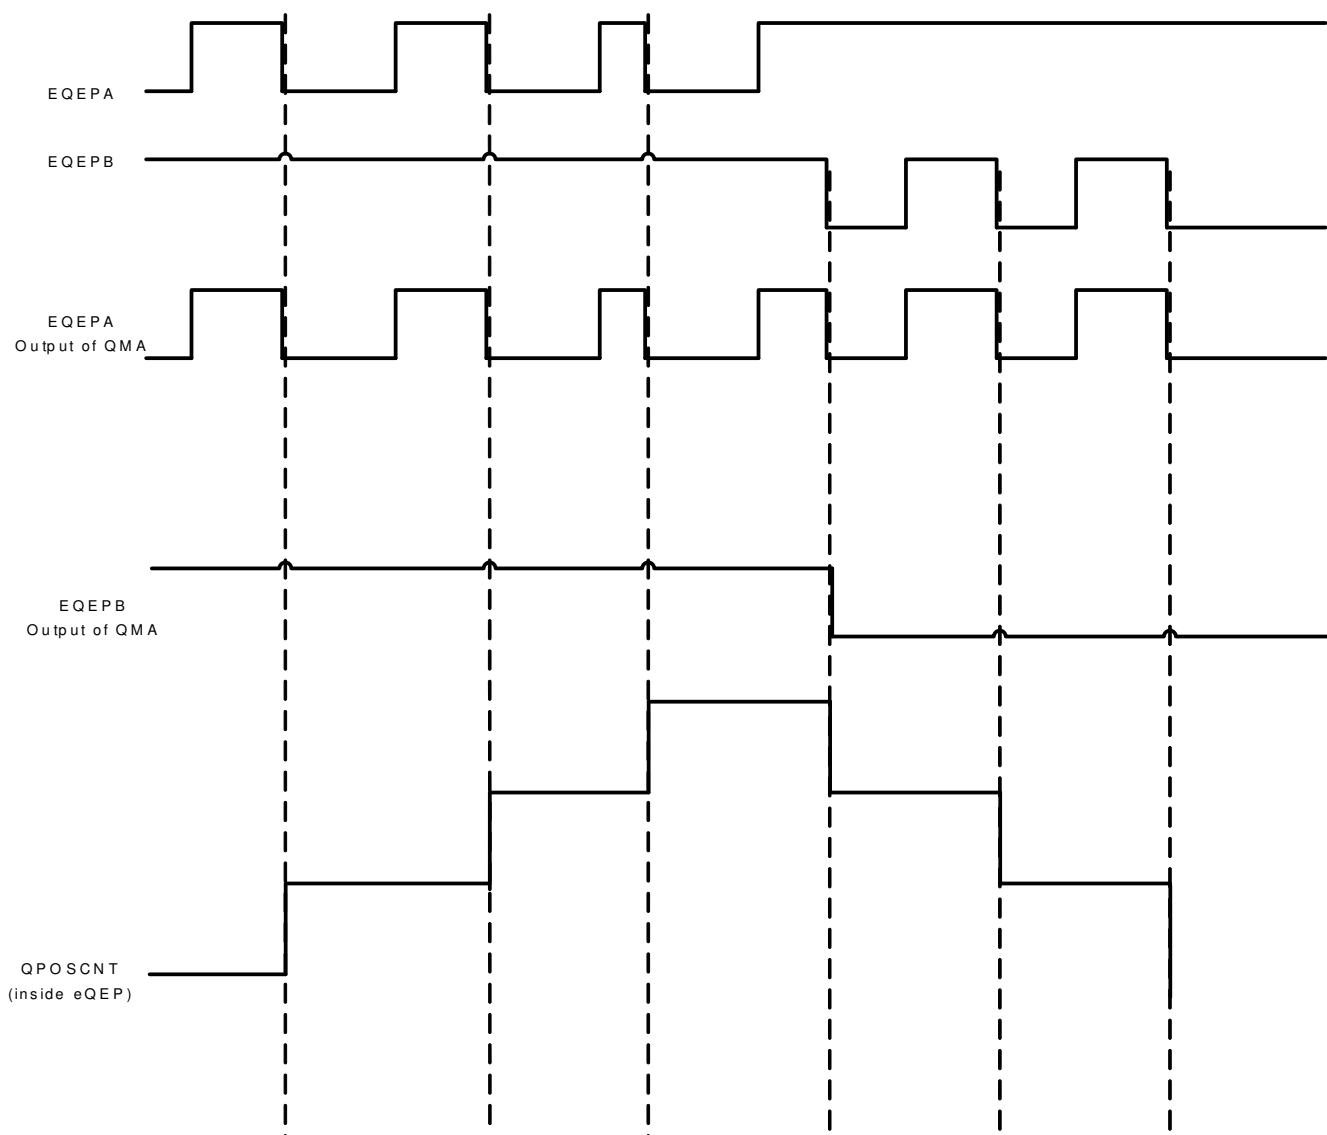 EQEPA
EQEPB
EQEPA
Output of QMA
EQEPB
Output of QMA
QPOSCNT
(inside eQEP)